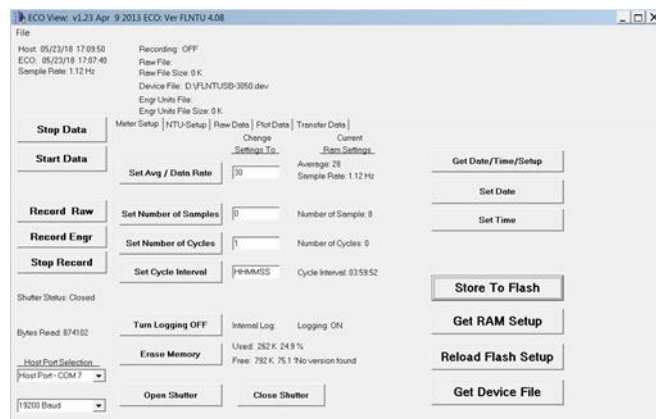 ECO View: v1.23 Apr 9 2013 ECO: Ver FLNTU 4.08
File
Host: 05/23/18 17:09:50
ECO: 05/23/18 17:07:40
Sample Rate: 1.12 Hz
Recording: OFF
Raw File:
Raw File Size: 0 K
Device File: D:\FLNTUSB-3050.dev
Engr Units File:
Engr Units File Size: 0 K
Stop Data
Start Data
Record Raw
Record Engr
Stop Record
Shutter Status: Closed
Bytes Read: 874182
Host Port Selection
Host Port - COM 7
19200 Baud
Meter Setup NTU-Setup Raw Data Plot Data Transfer Data
Change Settings To
Current Ram Settings
Set Avg / Data Rate 30 Average: 28
Sample Rate: 1.12 Hz
Set Number of Samples 0 Number of Sample: 8
Set Number of Cycles 1 Number of Cycles: 0
Set Cycle Interval HHMMSS Cycle Interval: 03:59:52
Turn Logging OFF Internal Log: Logging: ON
Erase Memory Used: 262 K 24.9 %
Free: 792 K 75.1 %No version found
Open Shutter Close Shutter
Get Date/Time/Setup
Set Date
Set Time
Store To Flash
Get RAM Setup
Reload Flash Setup
Get Device File